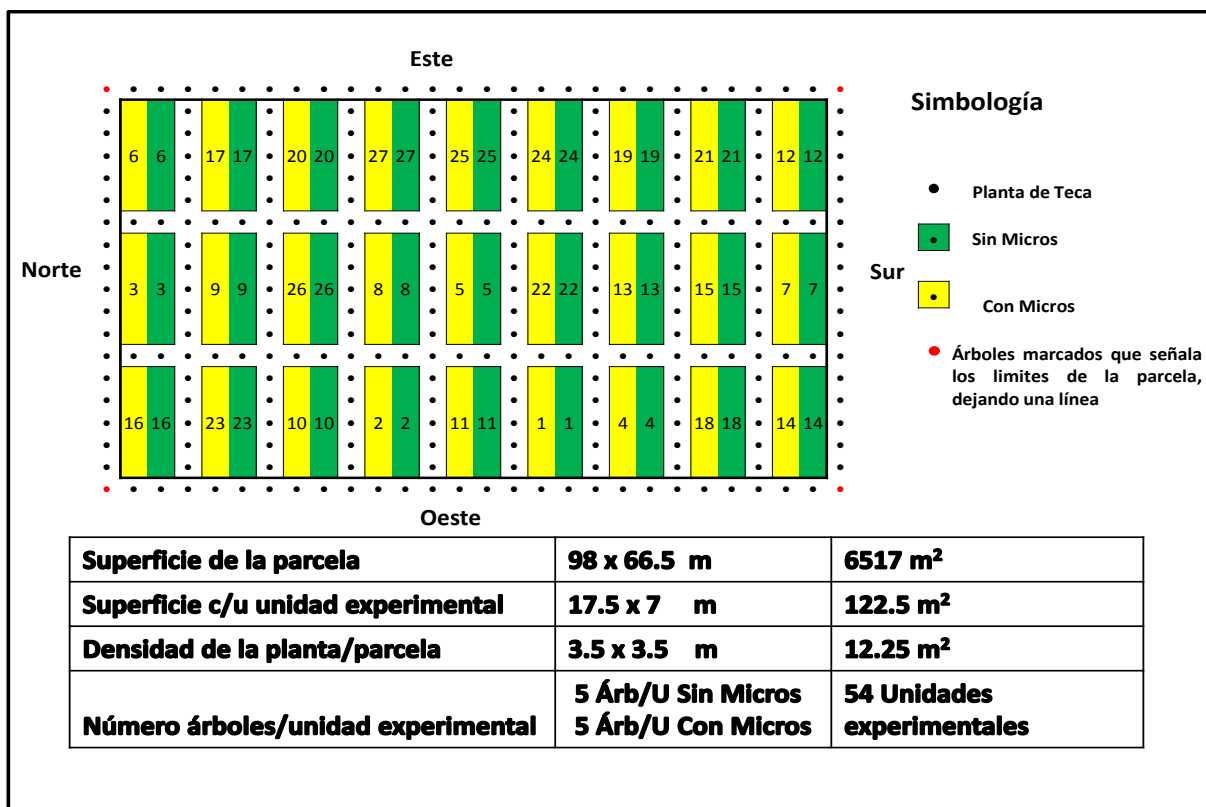 Este
Simbología
6 6 17 17 20 20 27 27 25 25 24 24 19 19 21 21 12 12
Planta de Teca
Sin Micros
Norte
3 3 9 9 26 26 8 8 5 5 22 22 13 13 15 15 7 7
Sur
Con Micros
Árboles marcados que señala
los limites de la parcela,
dejando una línea
16 16 23 23 10 10 2 2 11 11 1 1 4 4 18 18 14 14
Oeste
Superficie de la parcela 98 x 66.5 m 6517 m²
Superficie c/u unidad experimental 17.5 x 7 m 122.5 m²
Densidad de la planta/parcela 3.5 x 3.5 m 12.25 m²
5 Árb/U Sin Micros 54 Unidades
Número árboles/unidad experimental 5 Árb/U Con Micros experimentales